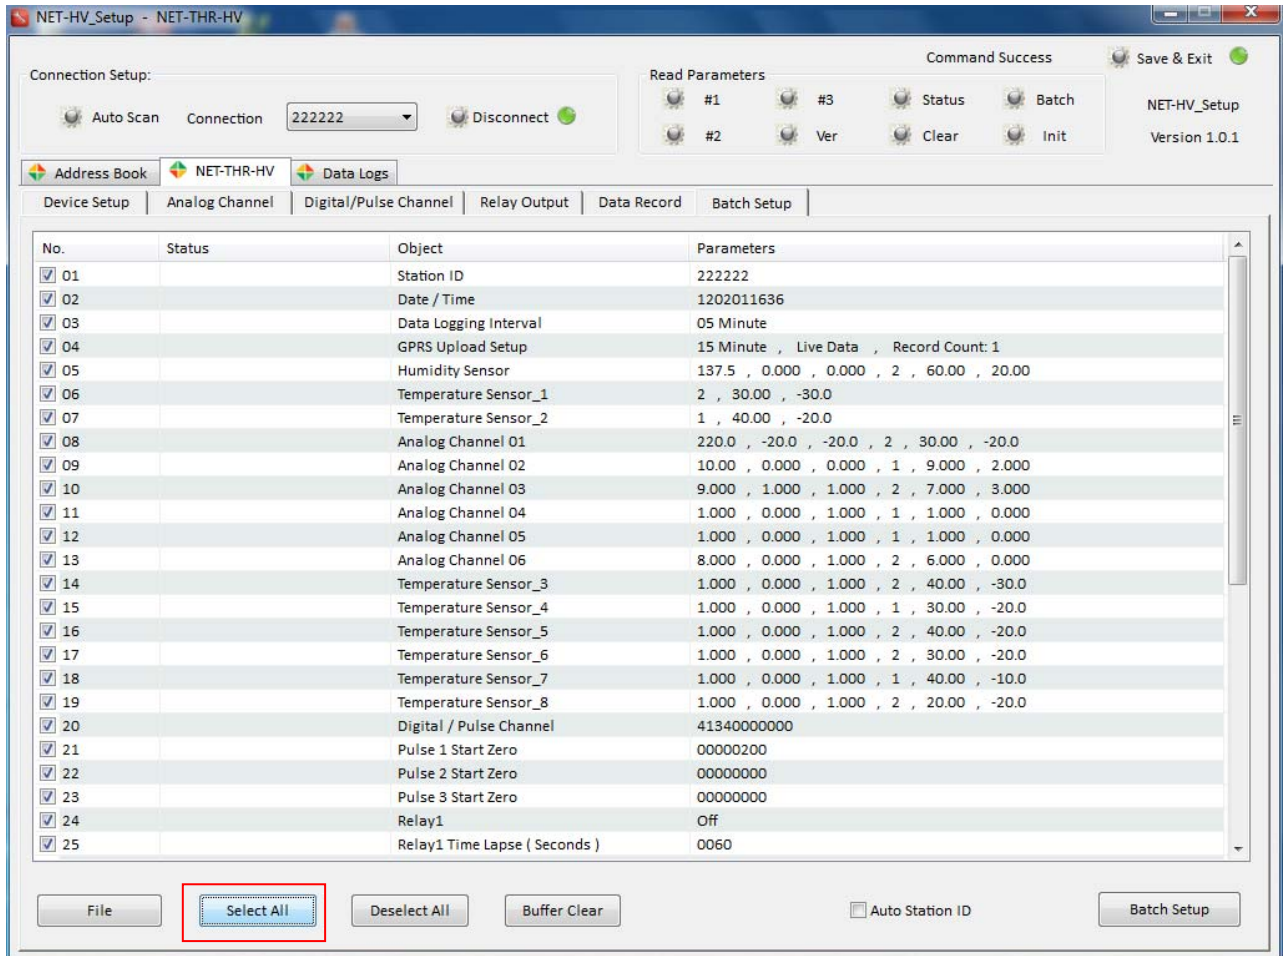 NET-HV_Setup - NET-THR-HV
Command Success Save & Exit
Connection Setup: Read Parameters
#1 #3 Status Batch NET-HV_Setup
Auto Scan Connection 222222 Disconnect
#2 Ver Clear Init Version 1.0.1
Address Book NET-THR-HV Data Logs
Device Setup Analog Channel Digital/Pulse Channel Relay Output Data Record Batch Setup
No. Status Object Parameters
01 Station ID 222222
02 Date / Time 1202011636
03 Data Logging Interval 05 Minute
04 GPRS Upload Setup 15 Minute , Live Data , Record Count: 1
05 Humidity Sensor 137.5 , 0.000 , 0.000 , 2 , 60.00 , 20.00
06 Temperature Sensor_1 2 , 30.00 , -30.0
07 Temperature Sensor_2 1 , 40.00 , -20.0
08 Analog Channel 01 220.0 , -20.0 , -20.0 , 2 , 30.00 , -20.0
09 Analog Channel 02 10.00 , 0.000 , 0.000 , 1 , 9.000 , 2.000
10 Analog Channel 03 9.000 , 1.000 , 1.000 , 2 , 7.000 , 3.000
11 Analog Channel 04 1.000 , 0.000 , 1.000 , 1 , 1.000 , 0.000
12 Analog Channel 05 1.000 , 0.000 , 1.000 , 1 , 1.000 , 0.000
13 Analog Channel 06 8.000 , 0.000 , 1.000 , 2 , 6.000 , 0.000
14 Temperature Sensor_3 1.000 , 0.000 , 1.000 , 2 , 40.00 , -30.0
15 Temperature Sensor_4 1.000 , 0.000 , 1.000 , 1 , 30.00 , -20.0
16 Temperature Sensor_5 1.000 , 0.000 , 1.000 , 2 , 40.00 , -20.0
17 Temperature Sensor_6 1.000 , 0.000 , 1.000 , 2 , 30.00 , -20.0
18 Temperature Sensor_7 1.000 , 0.000 , 1.000 , 1 , 40.00 , -10.0
19 Temperature Sensor_8 1.000 , 0.000 , 1.000 , 2 , 20.00 , -20.0
20 Digital / Pulse Channel 41340000000
21 Pulse 1 Start Zero 00000200
22 Pulse 2 Start Zero 00000000
23 Pulse 3 Start Zero 00000000
24 Relay1 Off
25 Relay1 Time Lapse ( Seconds ) 0060
File Select All Deselect All Buffer Clear Auto Station ID Batch Setup